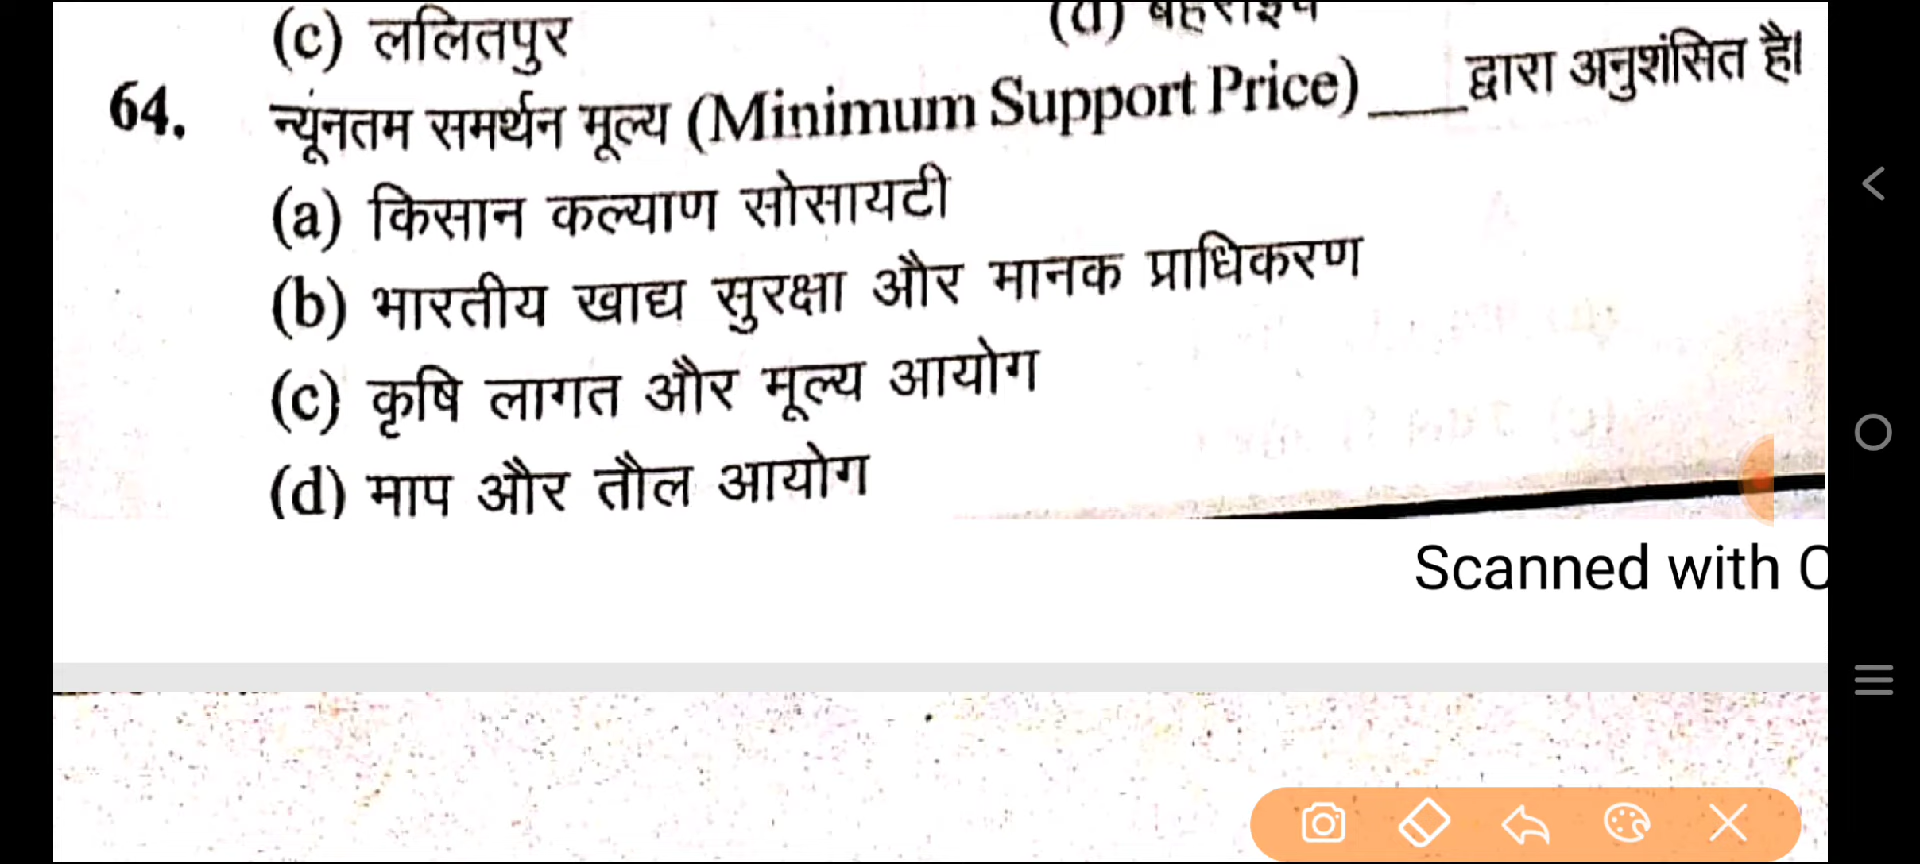 (c) ललितपुर
64. न्यूंनतम समर्थन मूल्य (Minimum Support Price) ____द्वारा अनुशंसित है।
(a) किसान कल्याण सोसायटी
(b) भारतीय खाद्य सुरक्षा और मानक प्राधिकरण
(c) कृषि लागत और मूल्य आयोग
(d) माप और तौल आयोग
Scanned with